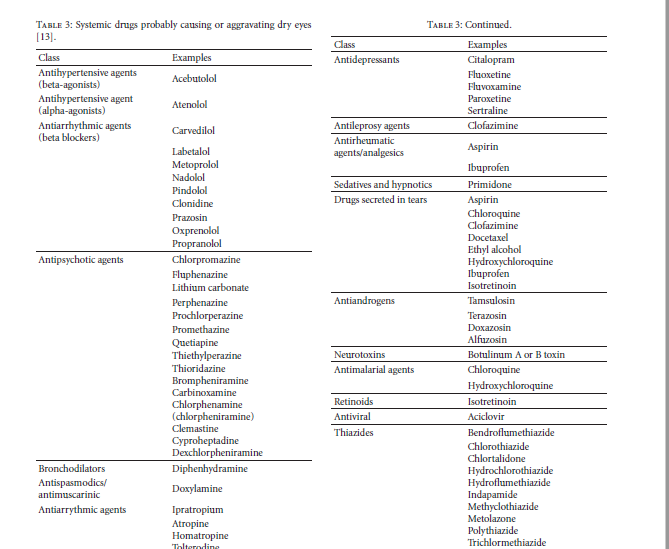 TABLE 3: Systemic drugs probably causing or aggravating dry eyes
[13].
Class Examples
Antihypertensive agents
(beta-agonists) Acebutolol
Antihypertensive agent
(alpha-agonists) Atenolol
Antiarrhythmic agents
(beta blockers) Carvedilol
Labetalol
Metoprolol
Nadolol
Pindolol
Clonidine
Prazosin
Oxprenolol
Propranolol
Antipsychotic agents Chlorpromazine
Fluphenazine
Lithium carbonate
Perphenazine
Prochlorperazine
Promethazine
Quetiapine
Thiethylperazine
Thioridazine
Brompheniramine
Carbinoxamine
Chlorphenamine
(chlorpheniramine)
Clemastine
Cyproheptadine
Dexchlorpheniramine
Bronchodilators Diphenhydramine
Antispasmodics/
antimuscarinic Doxylamine
Antiarrythmic agents Ipratropium
Atropine
Homatropine
Tolterodine
TABLE 3: Continued.
Class Examples
Antidepressants Citalopram
Fluoxetine
Fluvoxamine
Paroxetine
Sertraline
Antileprosy agents Clofazimine
Antirheumatic
agents/analgesics Aspirin
Ibuprofen
Sedatives and hypnotics Primidone
Drugs secreted in tears Aspirin
Chloroquine
Clofazimine
Docetaxel
Ethyl alcohol
Hydroxychloroquine
Ibuprofen
Isotretinoin
Antiandrogens Tamsulosin
Terazosin
Doxazosin
Alfuzosin
Neurotoxins Botulinum A or B toxin
Antimalarial agents Chloroquine
Hydroxychloroquine
Retinoids Isotretinoin
Antiviral Aciclovir
Thiazides Bendroflumethiazide
Chlorothiazide
Chlortalidone
Hydrochlorothiazide
Hydroflumethiazide
Indapamide
Methyclothiazide
Metolazone
Polythiazide
Trichlormethiazide